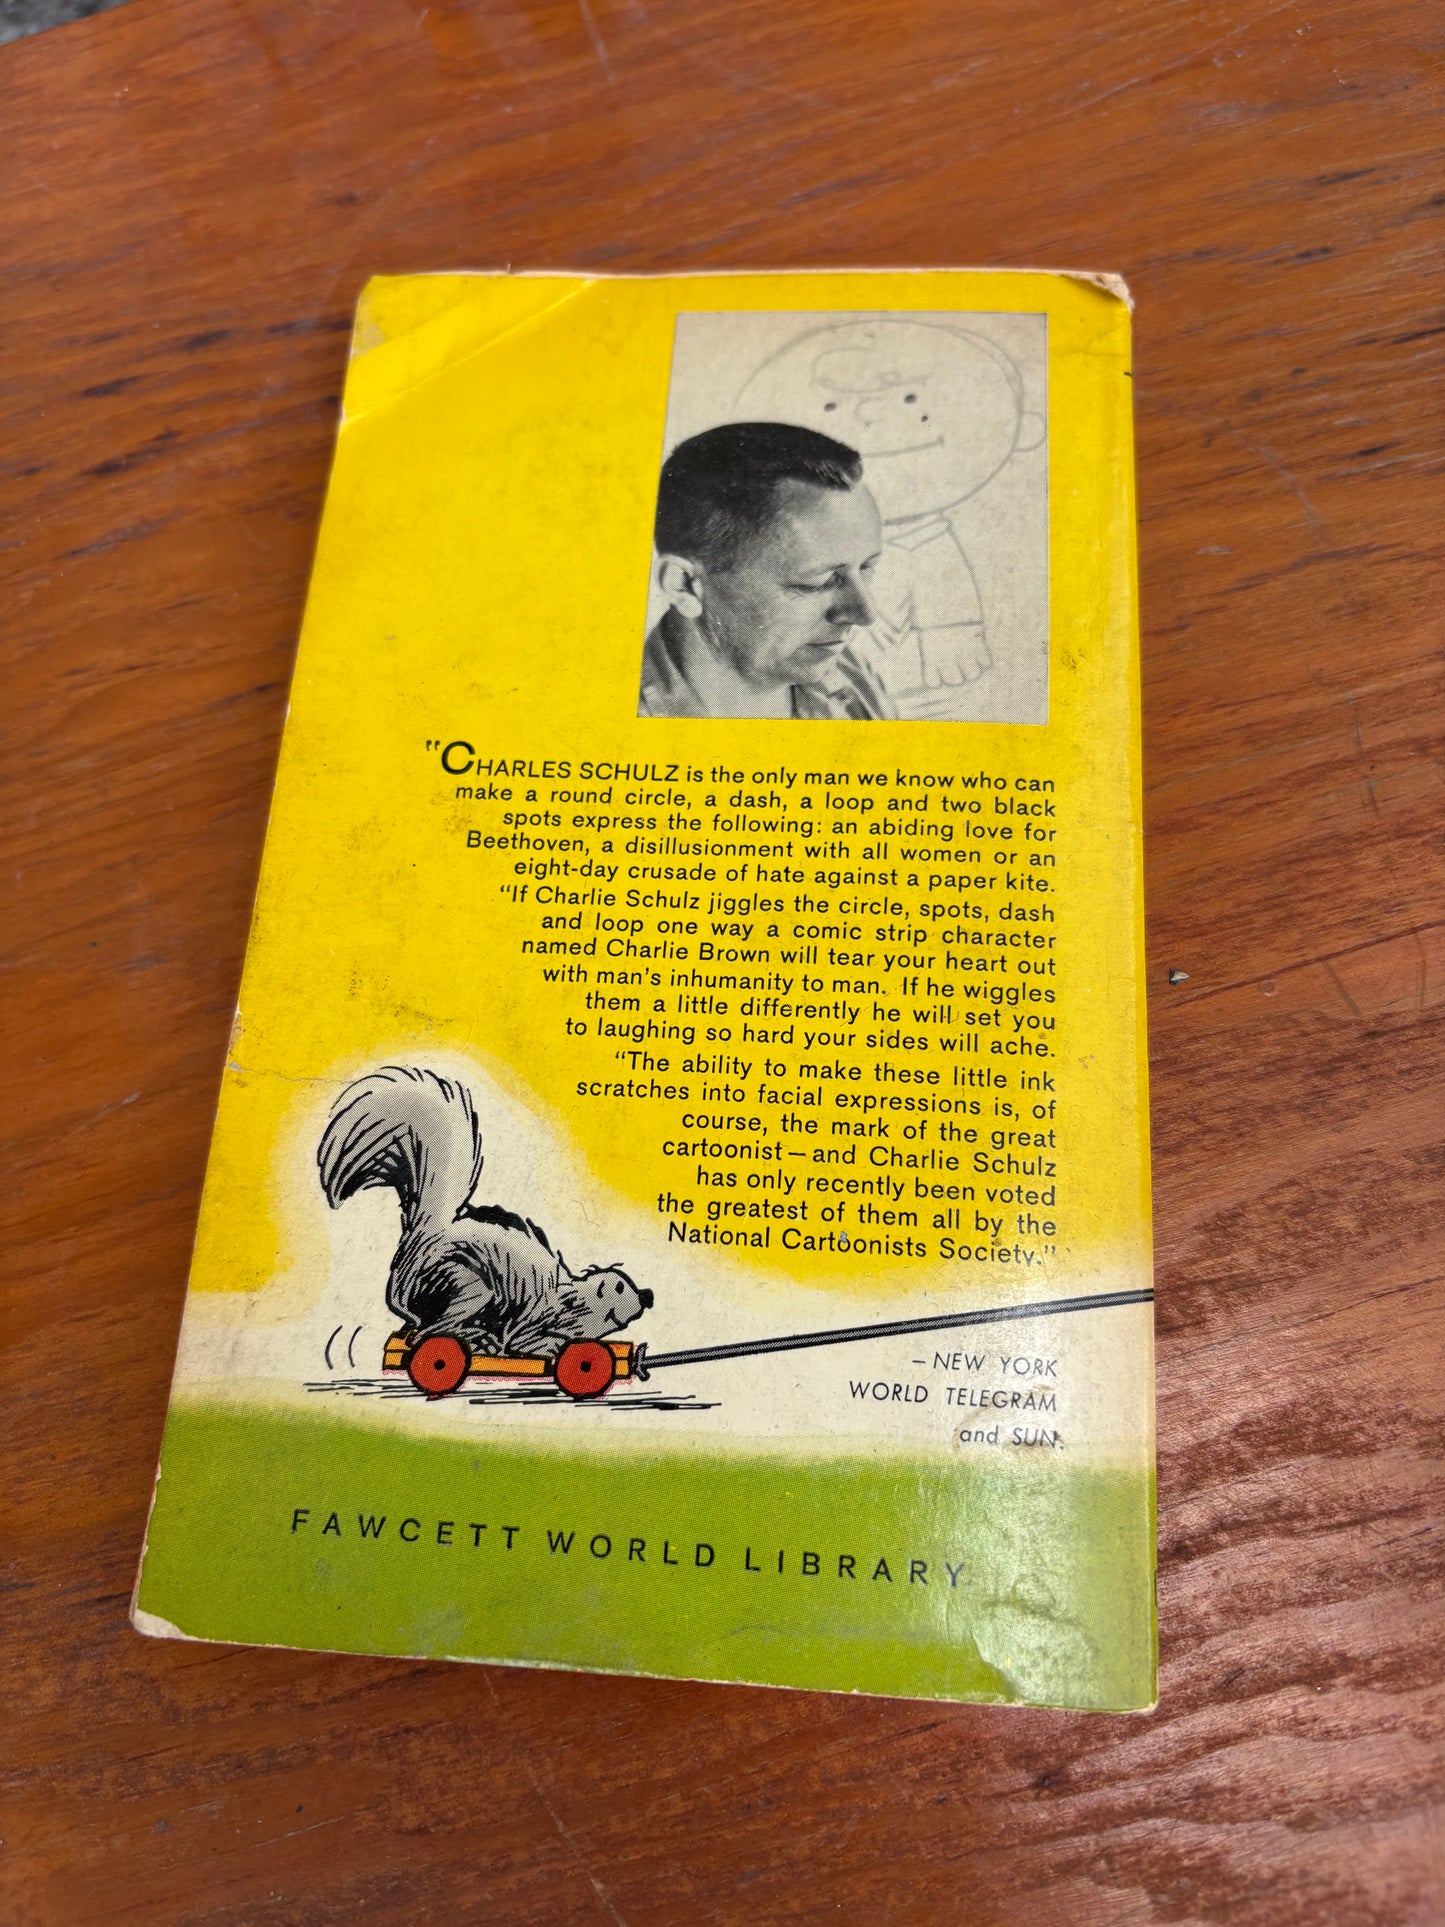 "CHARLES SCHULZ is the only man we know who can
make a round circle, a dash, a loop and two black
spots express the following: an abiding love for
Beethoven, a disillusionment with all women or an
eight-day crusade of hate against a paper kite.
"If Charlie Schulz jiggles the circle, spots, dash
and loop one way a comic strip character
named Charlie Brown will tear your heart out
with man's inhumanity to man. If he wiggles
them a little differently he will set you
to laughing so hard your sides will ache.
"The ability to make these little ink
scratches into facial expressions is, of
course, the mark of the great
cartoonist—and Charlie Schulz
has only recently been voted
the greatest of them all by the
National Cartoonists Society."
—NEW YORK
WORLD TELEGRAM
and SUN.
FAWCETT WORLD LIBRARY